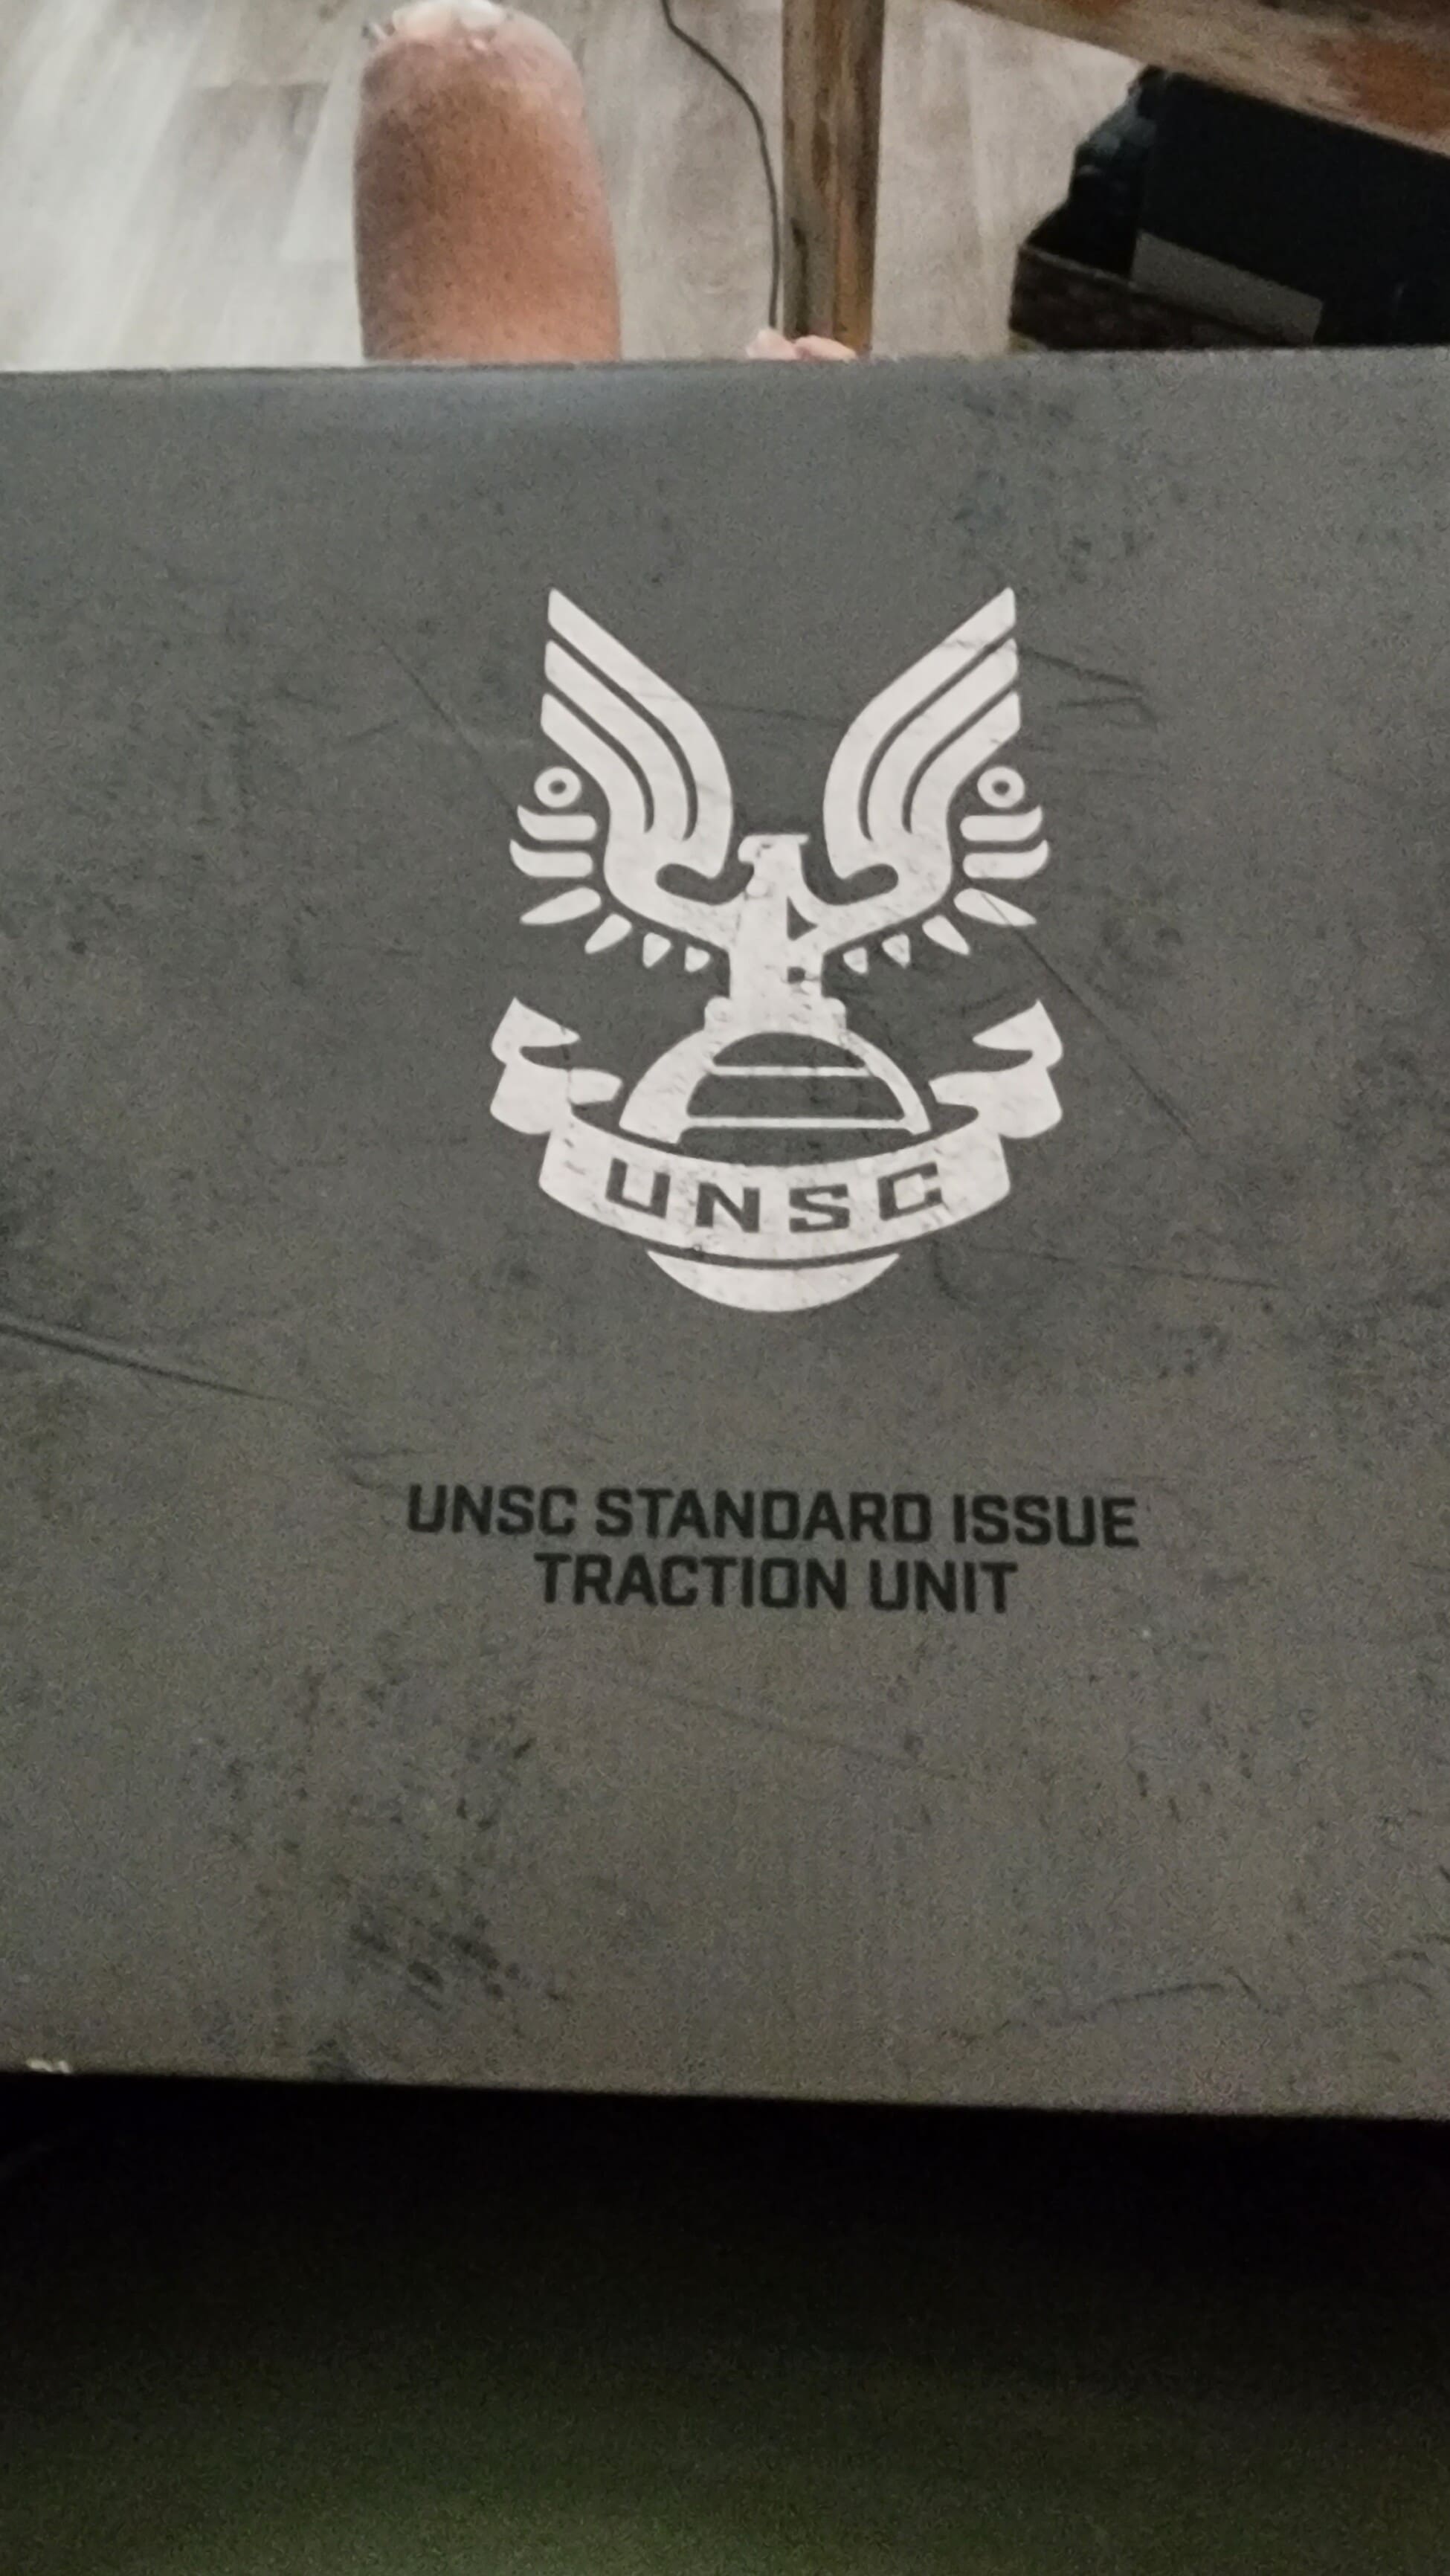 UNSC
UNSC STANDARD ISSUE
TRACTION UNIT